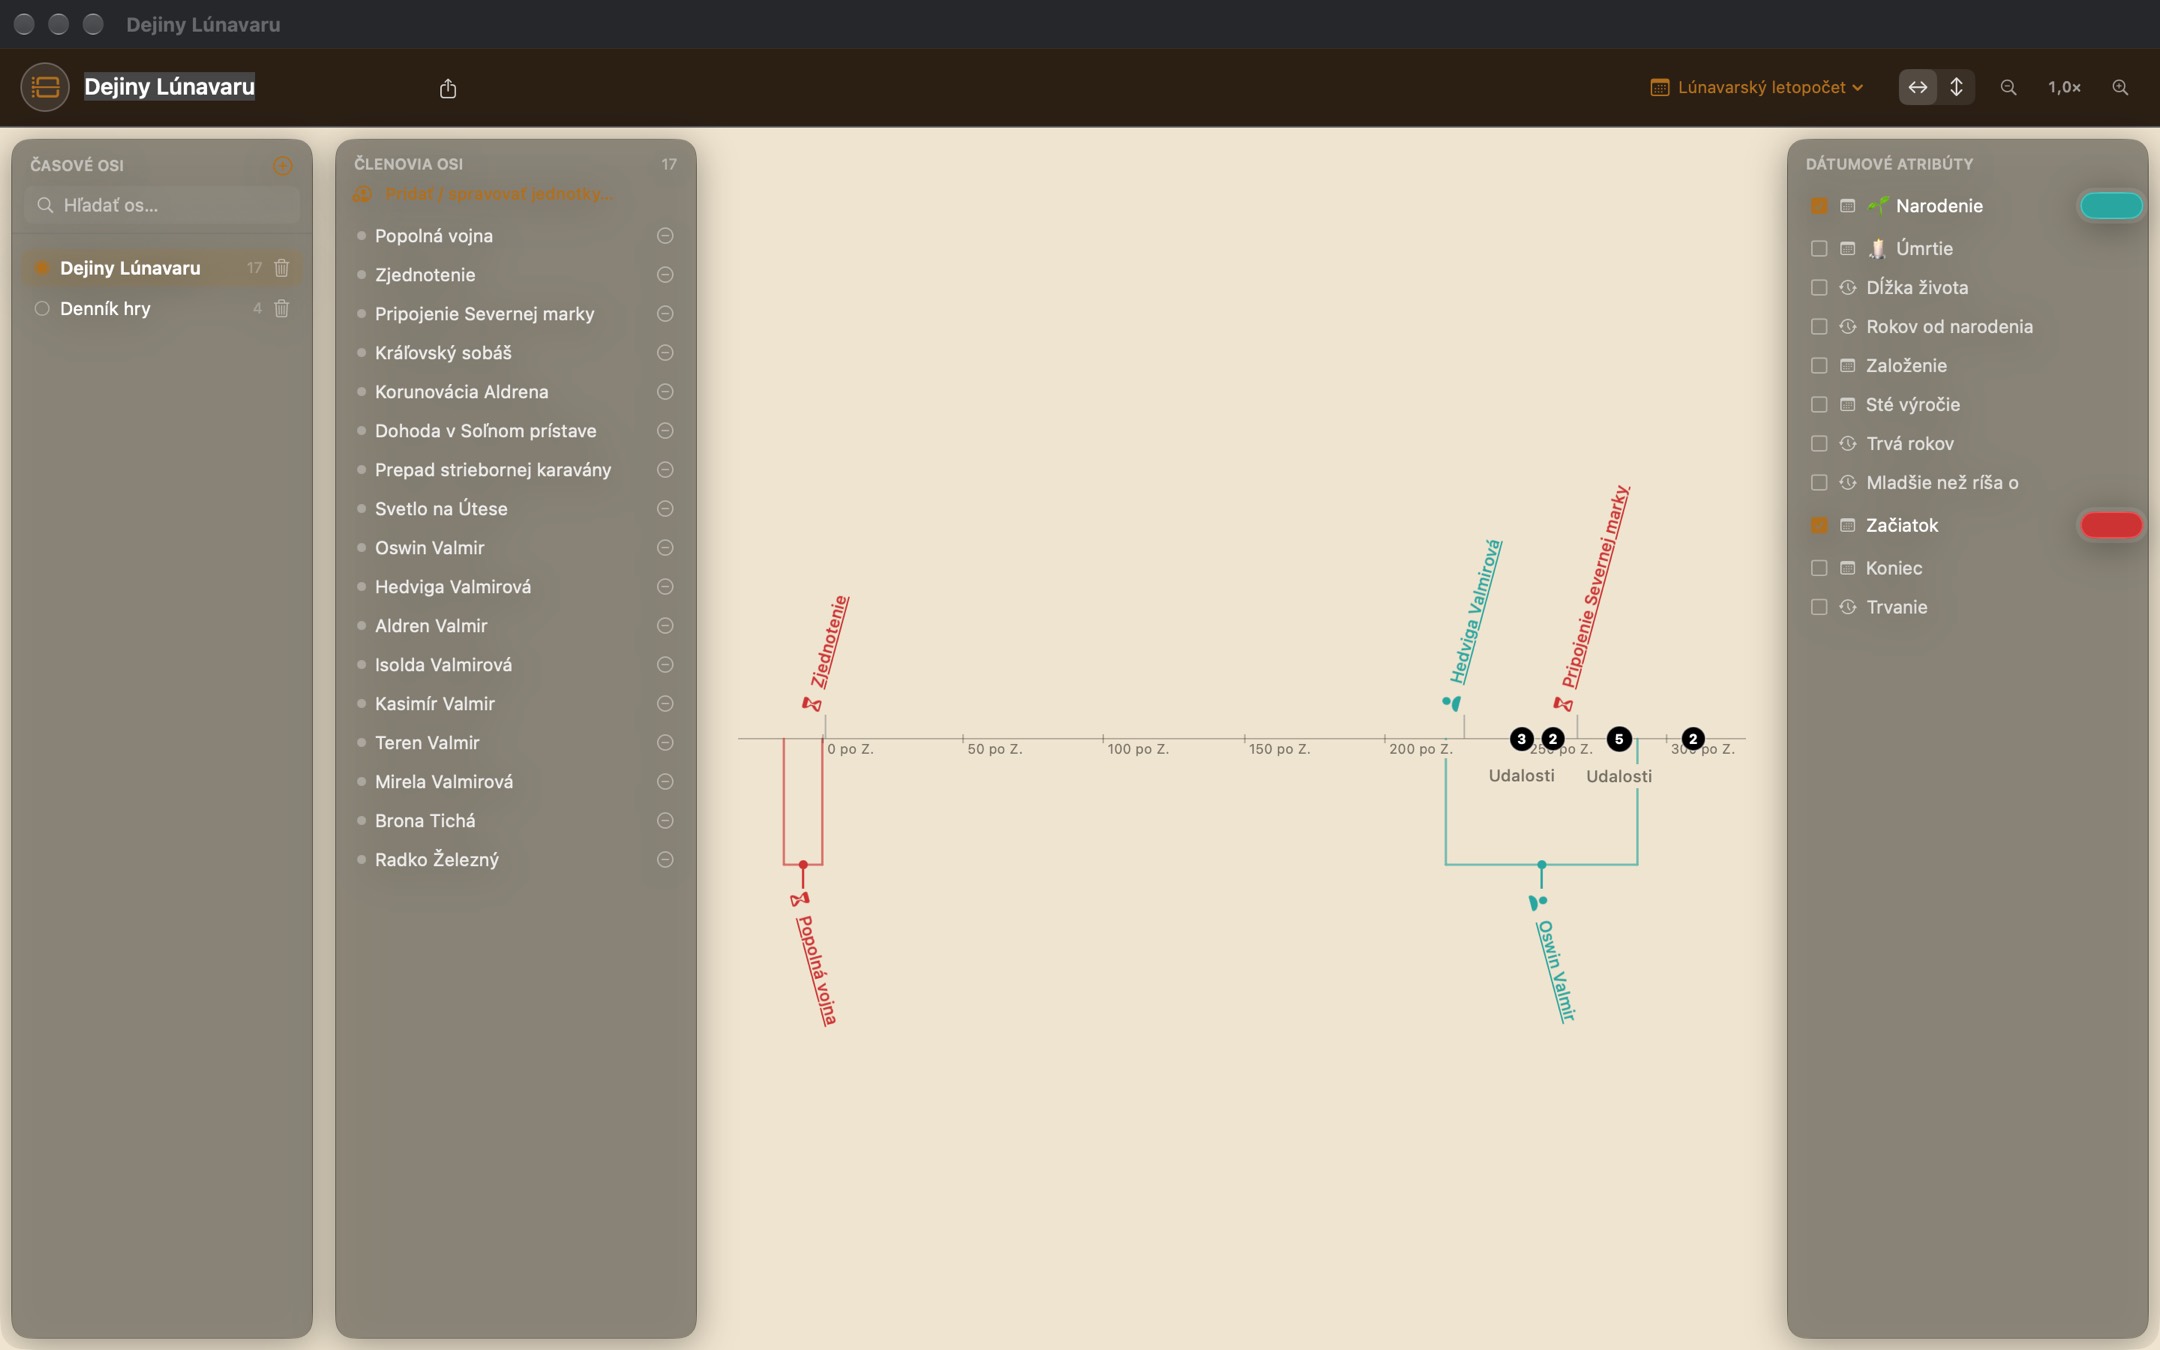 Dejiny Lúnavaru
Dejiny Lúnavaru
Lúnavarský letopočet
1,0×
ČASOVÉ OSI
Hľadať os...
Dejiny Lúnavaru 17
Denník hry 4
ČLENOVIA OSI 17
Pridať / spravovať jednotky...
Popolná vojna
Zjednotenie
Pripojenie Severnej marky
Kráľovský sobáš
Korunovácia Aldrena
Dohoda v Soľnom prístave
Prepad striebornej karavány
Svetlo na Útese
Oswin Valmir
Hedviga Valmirová
Aldren Valmir
Isolda Valmirová
Kasimír Valmir
Teren Valmir
Mirela Valmirová
Brona Tichá
Radko Železný
Zjednotenie
Hedviga Valmirová
Pripojenie Severnej marky
3 2 5 2
0 po Z. 50 po Z. 100 po Z. 150 po Z. 200 po Z. 250 po Z. 300 po Z.
Udalosti Udalosti
Popolná vojna
Oswin Valmir
DÁTUMOVÉ ATRIBÚTY
Narodenie
Úmrtie
Dĺžka života
Rokov od narodenia
Založenie
Sté výročie
Trvá rokov
Mladšie než ríša o
Začiatok
Koniec
Trvanie